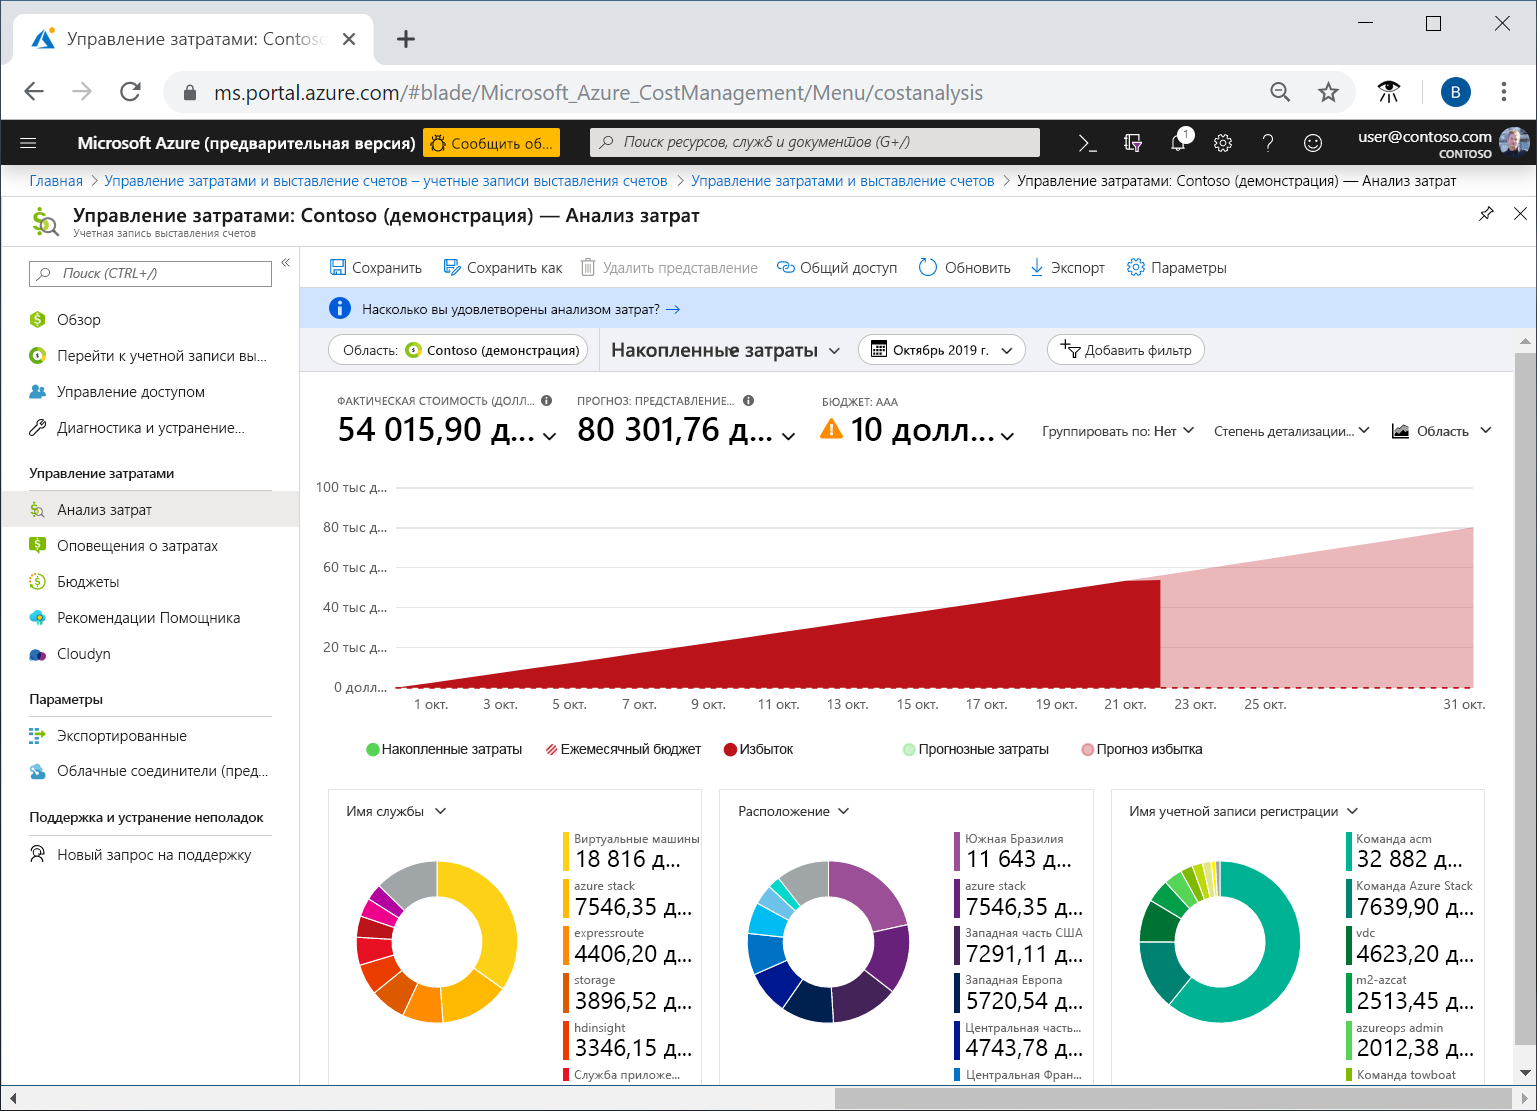 Управление затратами: Contoso
ms.portal.azure.com/#blade/Microsoft_Azure_CostManagement/Menu/costanalysis
B
Microsoft Azure (предварительная версия)
Сообщить об...
Поиск ресурсов, служб и документов (G+/)
1
user@contoso.com
CONTOSO
Главная > Управление затратами и выставление счетов – учетные записи выставления счетов > Управление затратами и выставление счетов > Управление затратами: Contoso (демонстрация) — Анализ затрат
Управление затратами: Contoso (демонстрация) — Анализ затрат
Учетная запись выставления счетов
Поиск (CTRL+/)
Обзор
Перейти к учетной записи вы...
Управление доступом
Диагностика и устранение...
Управление затратами
Анализ затрат
Оповещения о затратах
Бюджеты
Рекомендации Помощника
Cloudyn
Параметры
Экспортированные
Облачные соединители (пред...
Поддержка и устранение неполадок
Новый запрос на поддержку
Сохранить
Сохранить как
Удалить представление
Общий доступ
Обновить
Экспорт
Параметры
Насколько вы удовлетворены анализом затрат? →
Область: Contoso (демонстрация)
Накопленные затраты
Октябрь 2019 г.
Добавить фильтр
ФАКТИЧЕСКАЯ СТОИМОСТЬ (ДОЛЛ...
54 015,90 д...
ПРОГНОЗ: ПРЕДСТАВЛЕНИЕ...
80 301,76 д...
БЮДЖЕТ: AAA
10 долл...
Группировать по: Нет
Степень детализации...
Область
100 тыс д...
80 тыс д...
60 тыс д...
40 тыс д...
20 тыс д...
0 долл...
1 окт. 3 окт. 5 окт. 7 окт. 9 окт. 11 окт. 13 окт. 15 окт. 17 окт. 19 окт. 21 окт. 23 окт. 25 окт. 31 окт.
Накопленные затраты
Ежемесячный бюджет
Избыток
Прогнозные затраты
Прогноз избытка
Имя службы
Виртуальные машины
18 816 д...
azure stack
7546,35 д...
expressroute
4406,20 д...
storage
3896,52 д...
hdinsight
3346,15 д...
Служба приложе...
Расположение
Южная Бразилия
11 643 д...
azure stack
7546,35 д...
Западная часть США
7291,11 д...
Западная Европа
5720,54 д...
Центральная часть...
4743,78 д...
Центральная Фран...
Имя учетной записи регистрации
Команда acm
32 882 д...
Команда Azure Stack
7639,90 д...
vdc
4623,20 д...
m2-azcat
2513,45 д...
azureops admin
2012,38 д...
Команда towboat